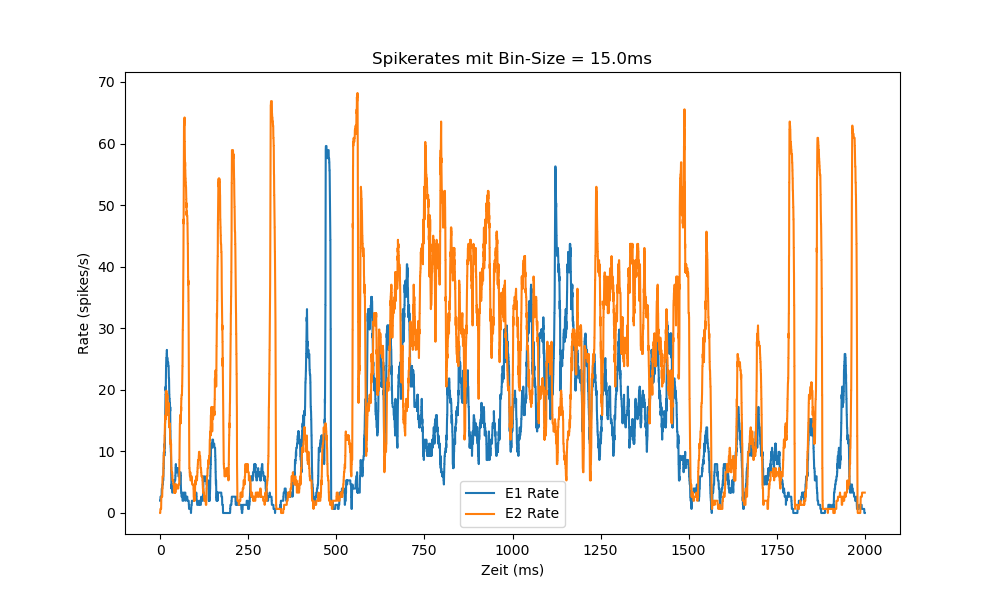 Spikerates mit Bin-Size = 15.0ms
70
60
50
40
30
20
10
0
Rate (spikes/s)
E1 Rate
E2 Rate
0 250 500 750 1000 1250 1500 1750 2000
Zeit (ms)